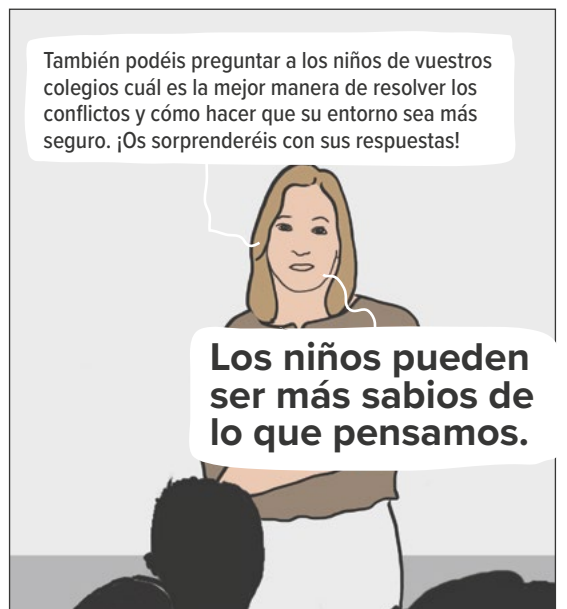 También podéis preguntar a los niños de vuestros
colegios cuál es la mejor manera de resolver los
conflictos y cómo hacer que su entorno sea más
seguro. ¡Os sorprenderéis con sus respuestas!
Los niños pueden
ser más sabios de
lo que pensamos.